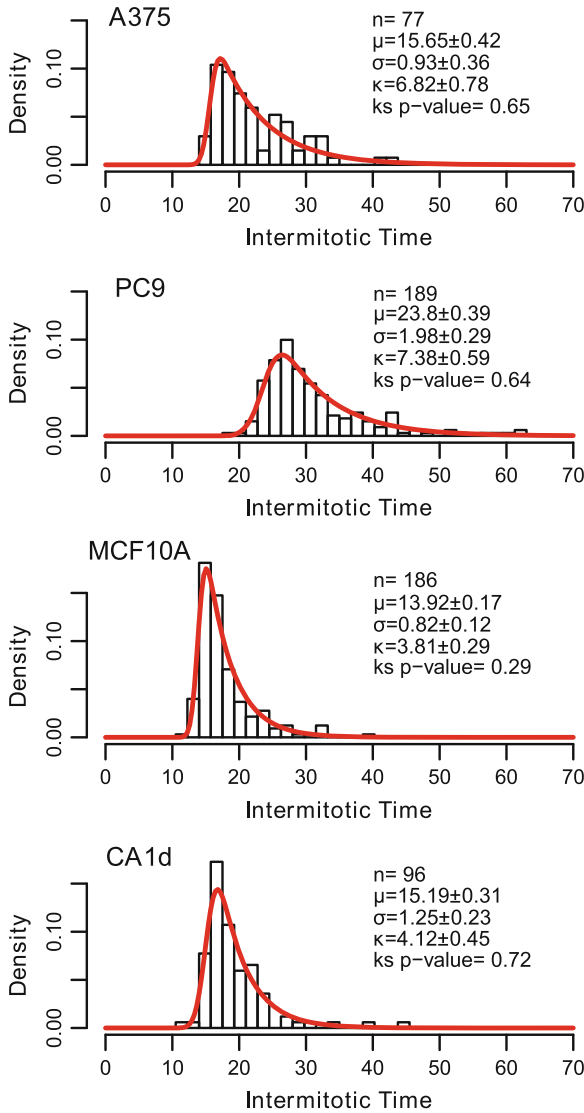 A375
n= 77
μ=15.65±0.42
σ=0.93±0.36
κ=6.82±0.78
ks p-value= 0.65
Density
0.00 0.10
0 10 20 30 40 50 60 70
Intermitotic Time
PC9
n= 189
μ=23.8±0.39
σ=1.98±0.29
κ=7.38±0.59
ks p-value= 0.64
Density
0.00 0.10
0 10 20 30 40 50 60 70
Intermitotic Time
MCF10A
n= 186
μ=13.92±0.17
σ=0.82±0.12
κ=3.81±0.29
ks p-value= 0.29
Density
0.00 0.10
0 10 20 30 40 50 60 70
Intermitotic Time
CA1d
n= 96
μ=15.19±0.31
σ=1.25±0.23
κ=4.12±0.45
ks p-value= 0.72
Density
0.00 0.10
0 10 20 30 40 50 60 70
Intermitotic Time